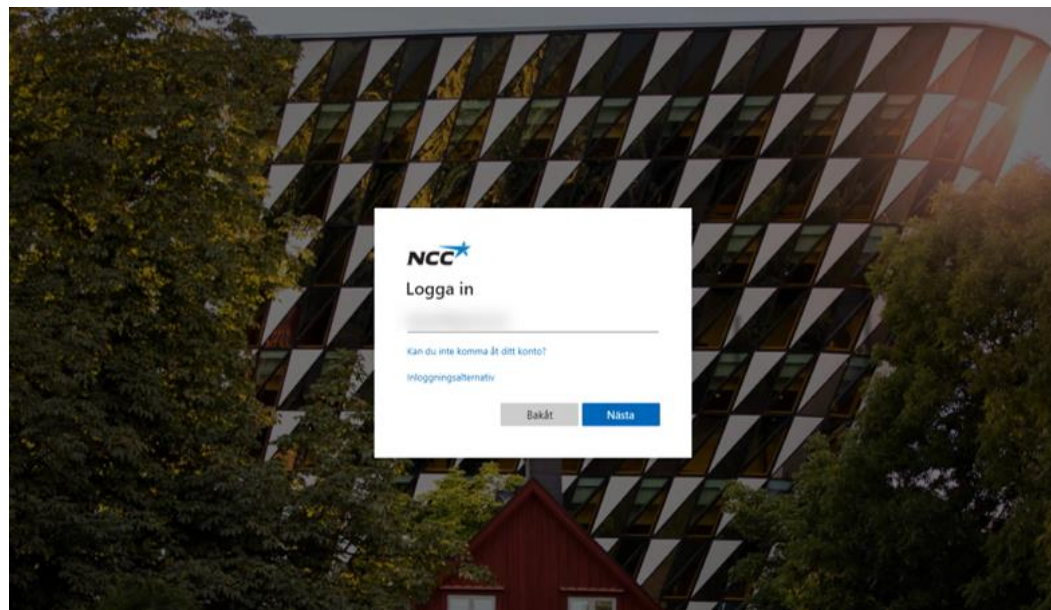 NCC
Logga in
Kan du inte komma åt ditt konto?
Inloggningsalternativ
Bakåt
Nästa